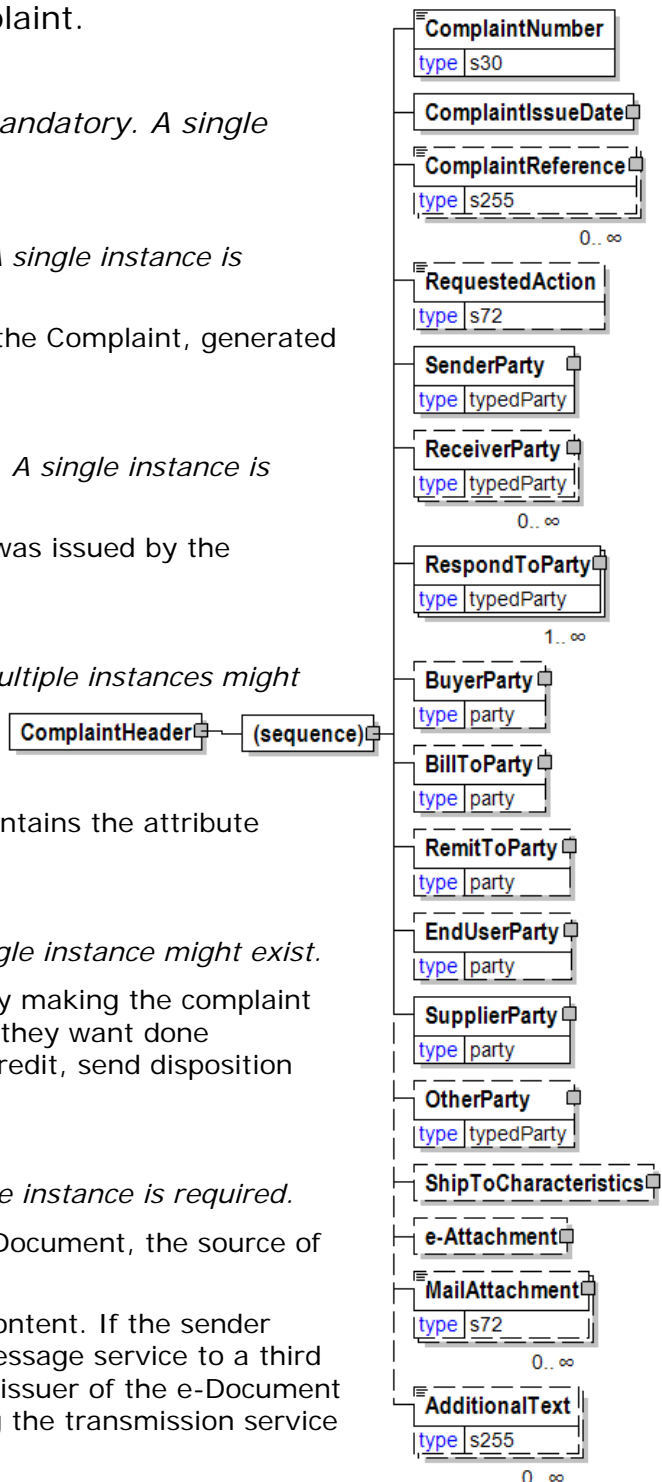 plaint.
andatory. A single
A single instance is
the Complaint, generated
. A single instance is
was issued by the
ultiple instances might
ntains the attribute
gle instance might exist.
y making the complaint
they want done
redit, send disposition
e instance is required.
Document, the source of
ontent. If the sender
essage service to a third
issuer of the e-Document
g the transmission service
ComplaintHeader
(sequence)
ComplaintNumber
type s30
ComplaintIssueDate
ComplaintReference
type s255
0.. ∞
RequestedAction
type s72
SenderParty
type typedParty
ReceiverParty
type typedParty
0.. ∞
RespondToParty
type typedParty
1.. ∞
BuyerParty
type party
BillToParty
type party
RemitToParty
type party
EndUserParty
type party
SupplierParty
type party
OtherParty
type typedParty
ShipToCharacteristics
e-Attachment
MailAttachment
type s72
0.. ∞
AdditionalText
type s255
0.. ∞